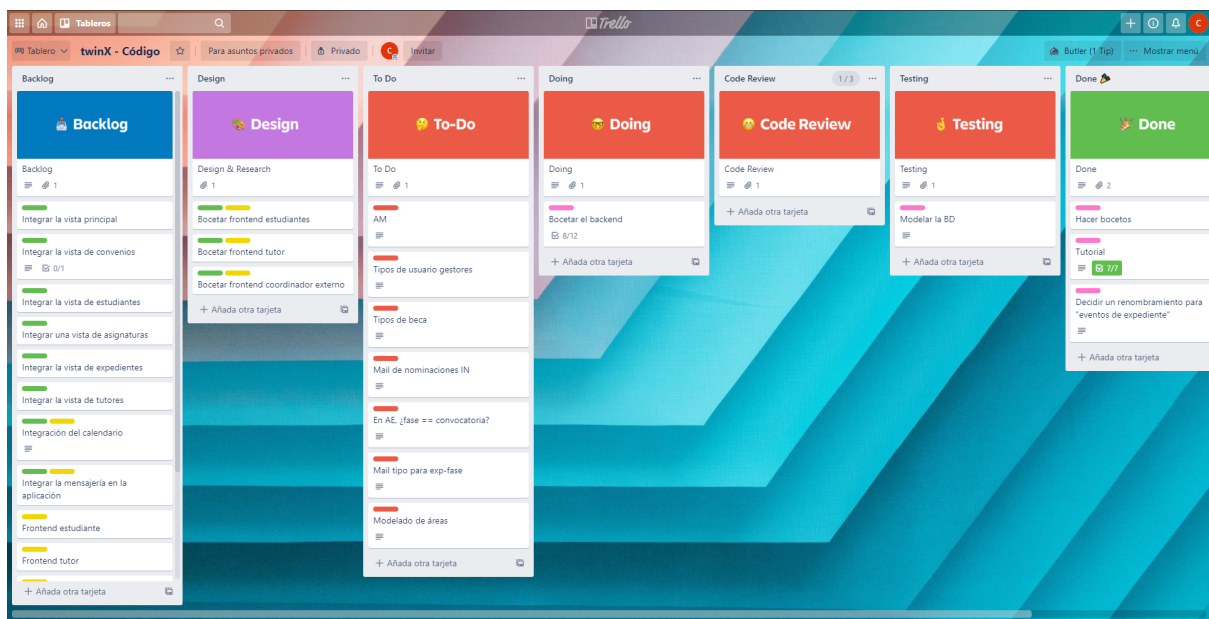 Tableros
Trello
Tablero
twinX - Código
Para asuntos privados
Privado
C
Invitar
Butler (1 Tip)
Mostrar menú
C
Backlog
Backlog
Backlog
1
Integrar la vista principal
Integrar la vista de convenios
0/1
Integrar la vista de estudiantes
Integrar una vista de asignaturas
Integrar la vista de expedientes
Integrar la vista de tutores
Integración del calendario
Integrar la mensajería en la
aplicación
Frontend estudiante
Frontend tutor
+ Añada otra tarjeta
Design
Design
Design & Research
1
Bocetar frontend estudiantes
Bocetar frontend tutor
Bocetar frontend coordinador externo
+ Añada otra tarjeta
To Do
To-Do
To Do
1
AM
Tipos de usuario gestores
Tipos de beca
Mail de nominaciones IN
En AE, ¿fase == convocatoria?
Mail tipo para exp-fase
Modelado de áreas
+ Añada otra tarjeta
Doing
Doing
Doing
1
Bocetar el backend
8/12
+ Añada otra tarjeta
Code Review
1/3
Code Review
Code Review
1
+ Añada otra tarjeta
Testing
Testing
Testing
1
Modelar la BD
+ Añada otra tarjeta
Done
Done
Done
2
Hacer bocetos
Tutorial
7/7
Decidir un renombramiento para
"eventos de expediente"
+ Añada otra tarjeta